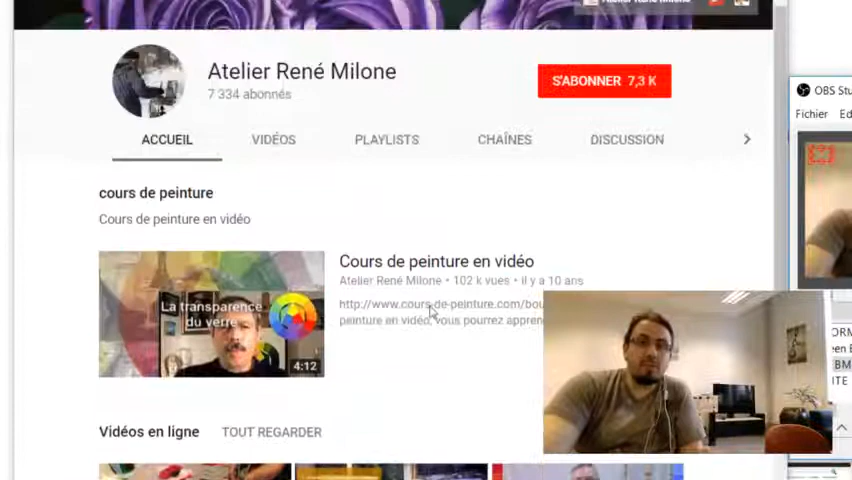 Atelier René Milone
7 334 abonnés
S'ABONNER 7,3 K
OBS Stu
Fichier Ed
ACCUEIL VIDÉOS PLAYLISTS CHAÎNES DISCUSSION
cours de peinture
Cours de peinture en vidéo
Cours de peinture en vidéo
Atelier René Milone • 102 k vues • il y a 10 ans
http://www.cours-de-peinture.com/bou
peinture en vidéo, vous pourrez appren
La transparence
du verre
4:12
Vidéos en ligne TOUT REGARDER